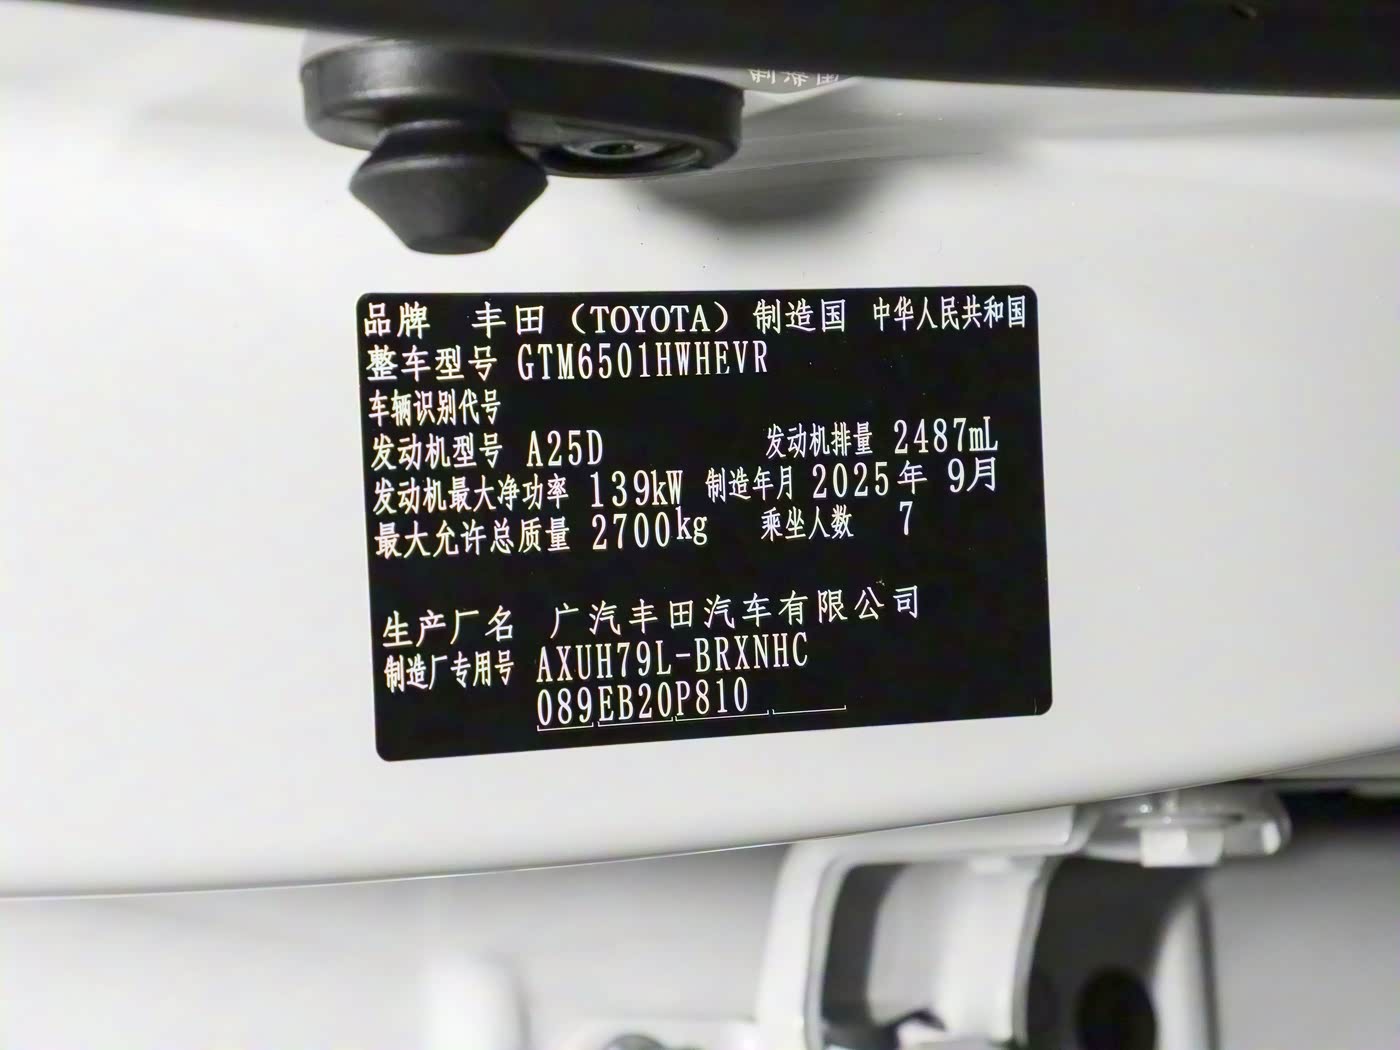 制造国
品牌 丰田（TOYOTA）制造国 中华人民共和国
整车型号 GTM6501HWHEVR
车辆识别代号
发动机型号 A25D 发动机排量 2487mL
发动机最大净功率 139kW 制造年月 2025年 9月
最大允许总质量 2700kg 乘坐人数 7
生产厂名 广汽丰田汽车有限公司
制造厂专用号 AXUH79L-BRXNHC
089EB20P810